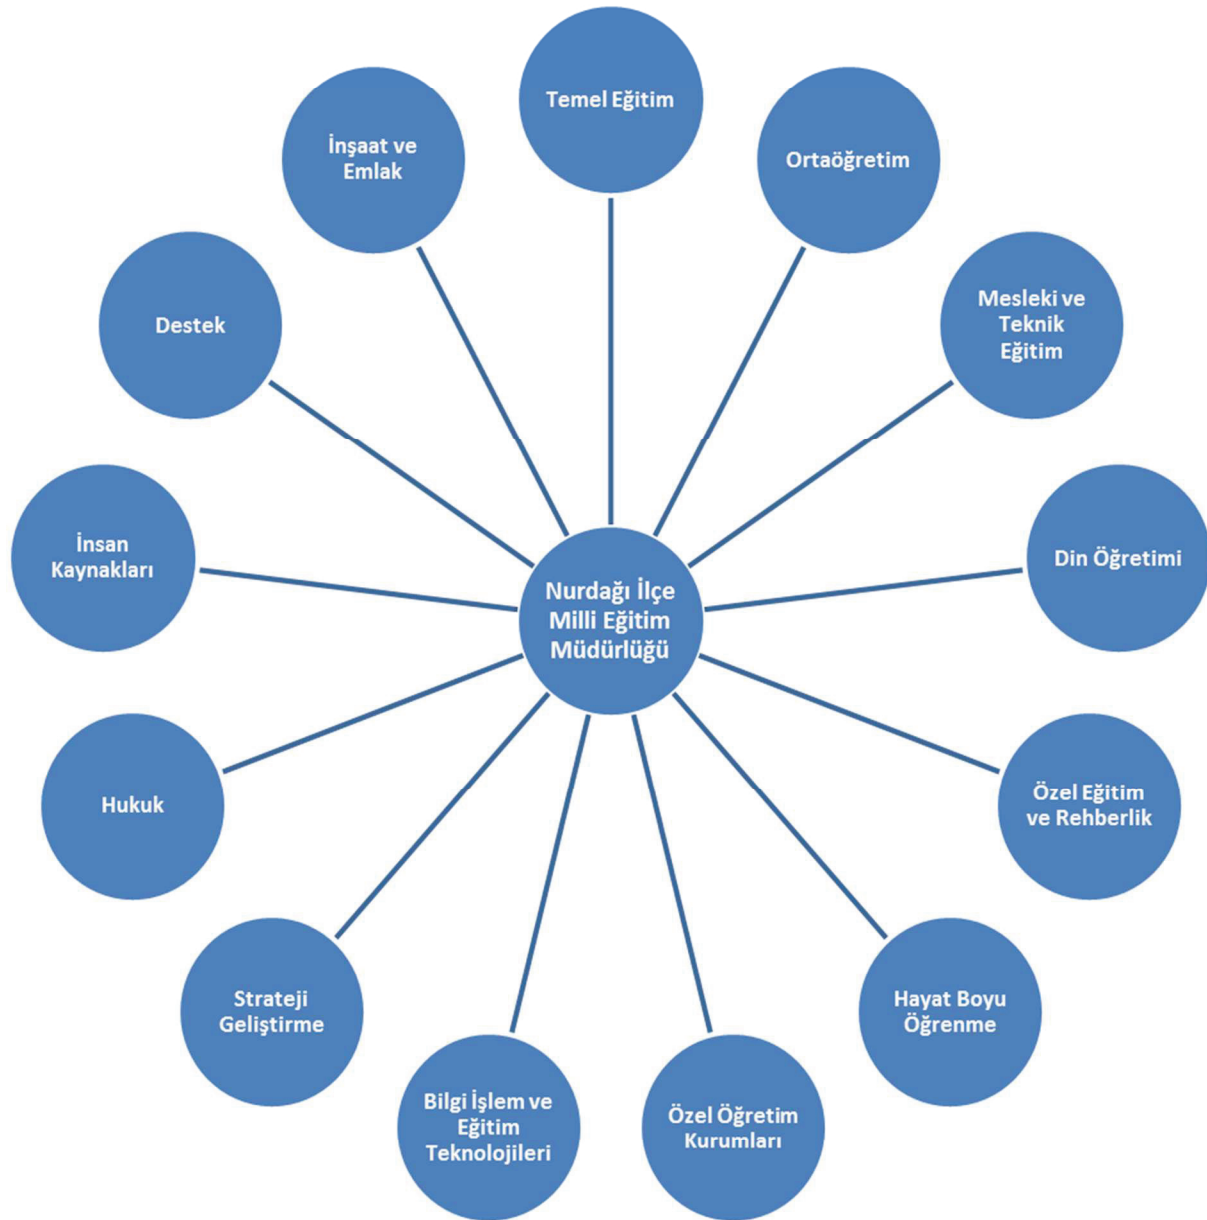 Temel Eğitim
Ortaöğretim
Mesleki ve
Teknik
Eğitim
Din Öğretimi
Özel Eğitim
ve Rehberlik
Hayat Boyu
Öğrenme
Özel Öğretim
Kurumları
Bilgi İşlem ve
Eğitim
Teknolojileri
Strateji
Geliştirme
Hukuk
İnsan
Kaynakları
Destek
İnşaat ve
Emlak
Nurdağı İlçe
Milli Eğitim
Müdürlüğü